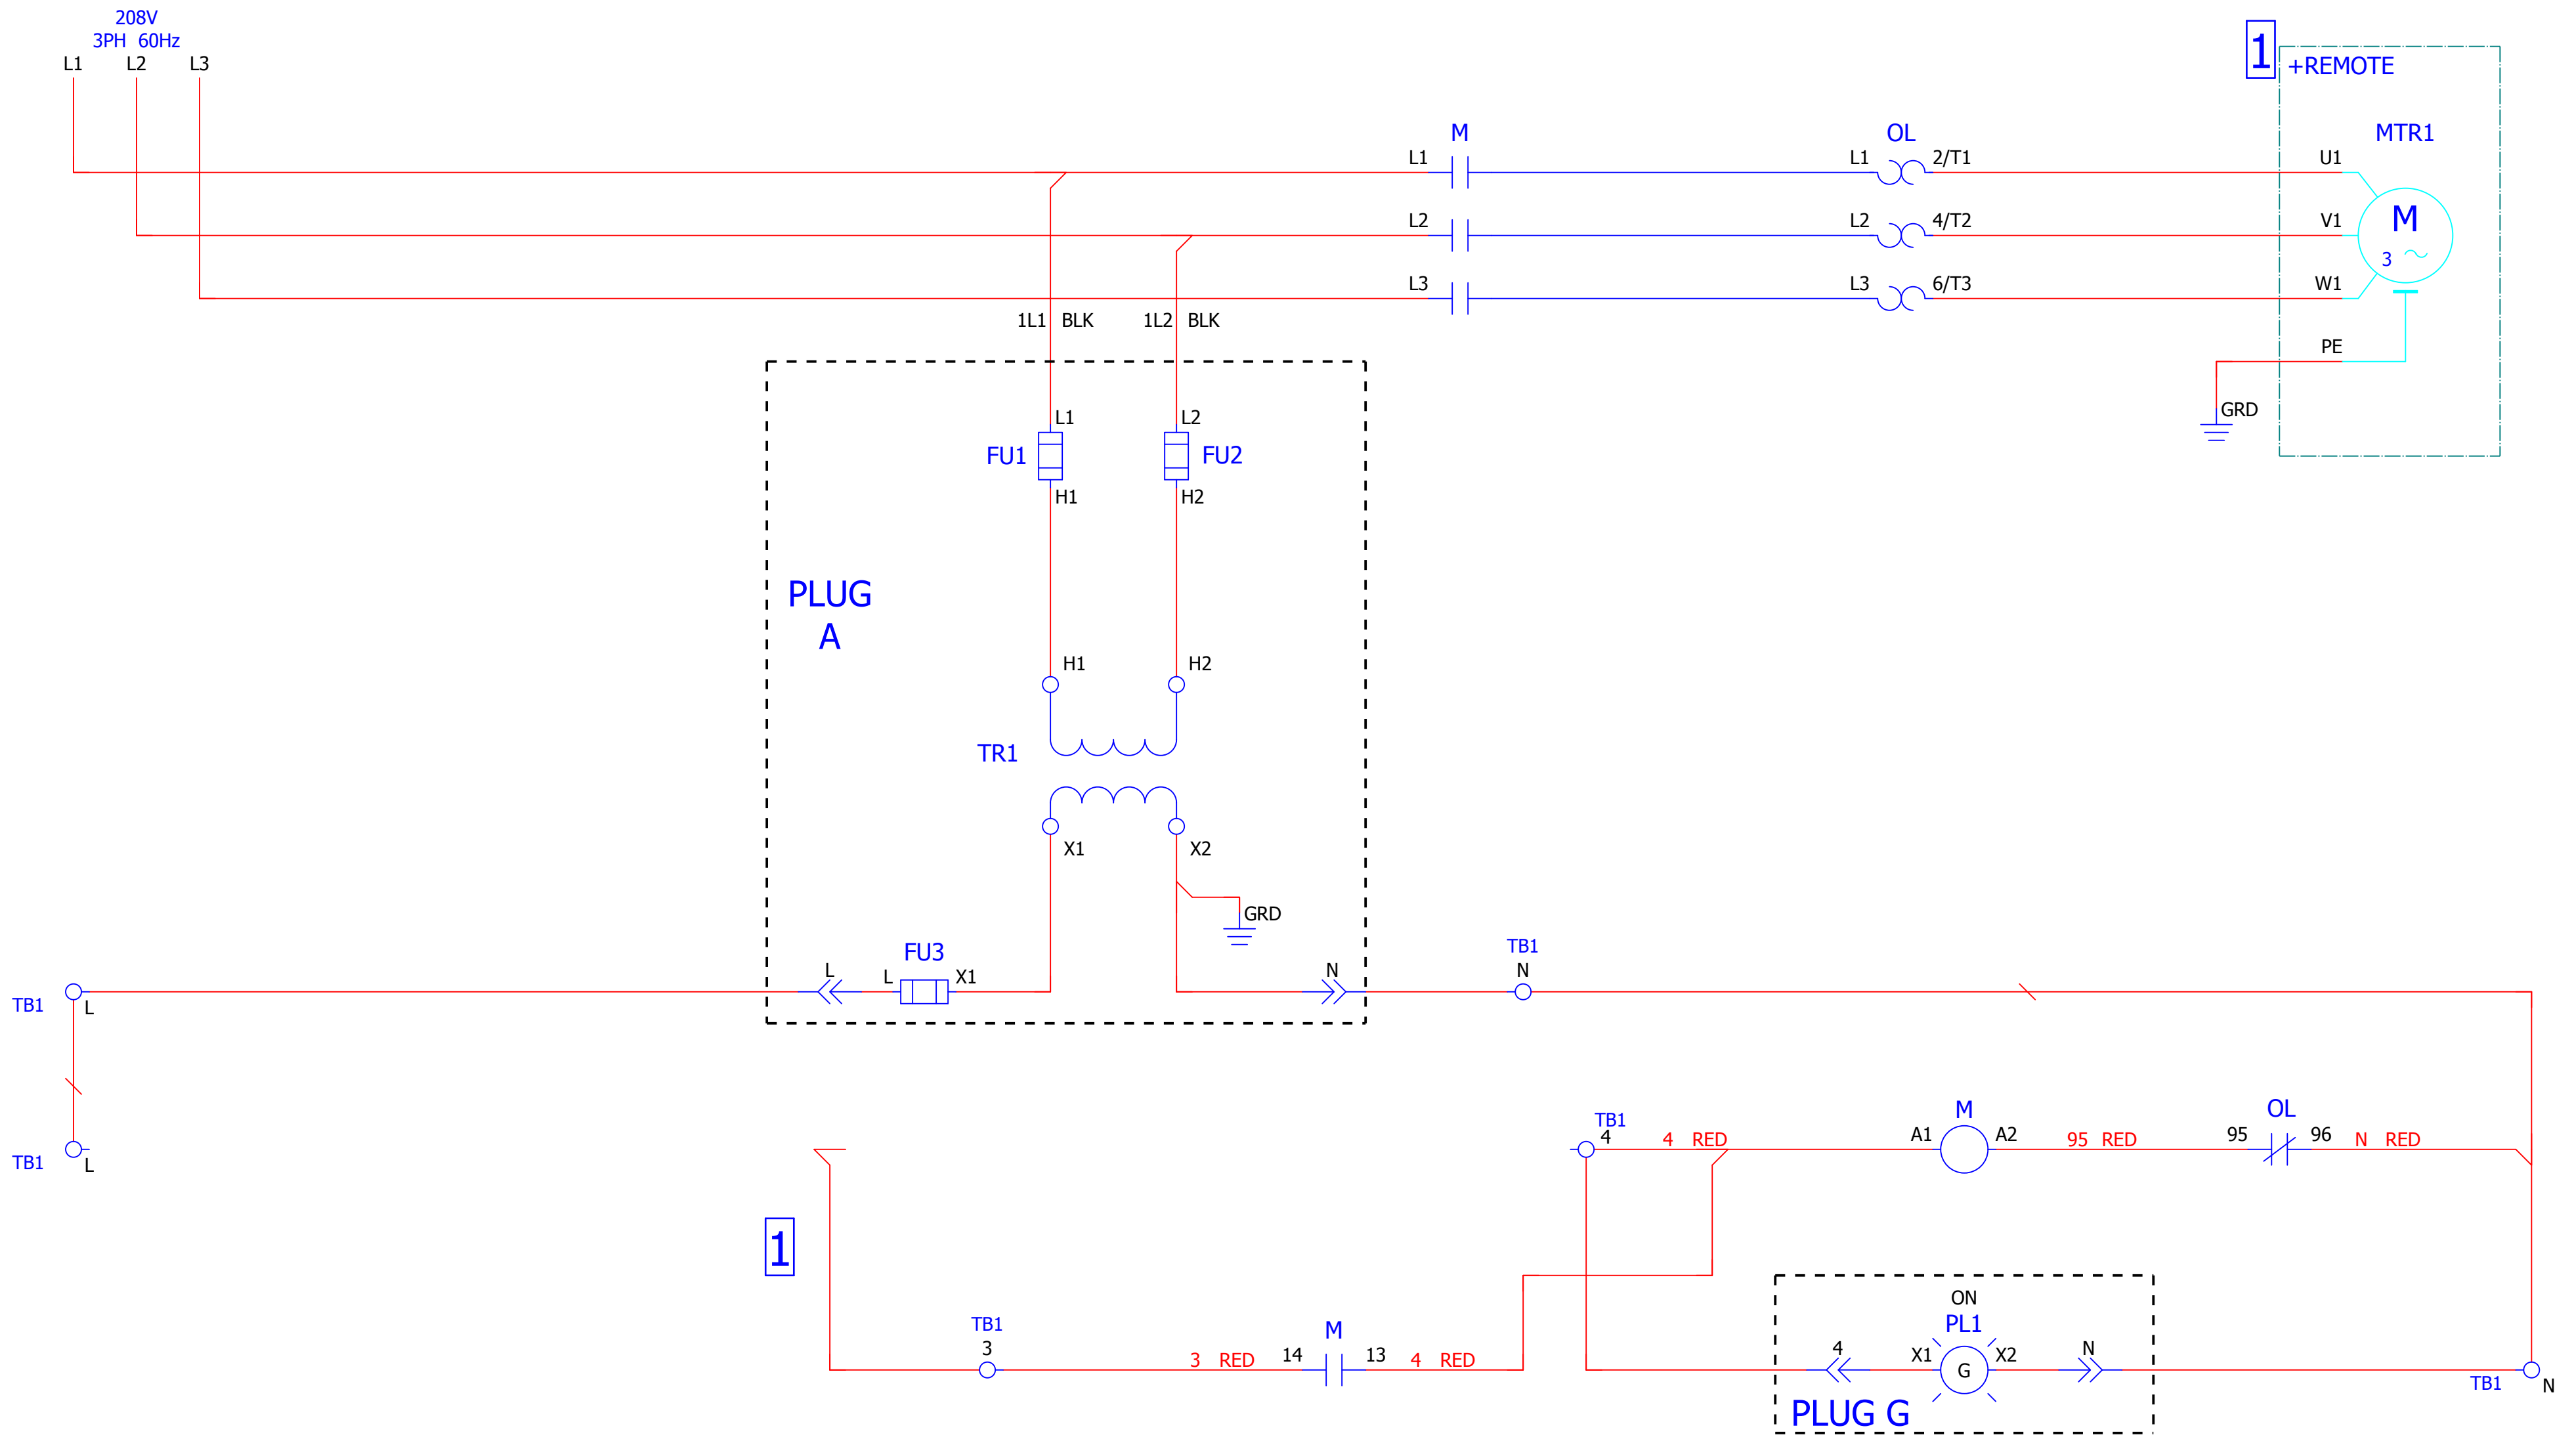 208V
3PH 60Hz
L1 L2 L3
1
+REMOTE
MTR1
M OL
L1 L1 2/T1 U1
M
3
L2 L2 4/T2 V1
L3 L3 6/T3 W1
1L1 BLK 1L2 BLK
PE
GRD
L1 L2
FU1 FU2
H1 H2
PLUG
A
H1 H2
TR1
X1 X2
GRD
FU3
L L X1 N
TB1
N
TB1 L
TB1 L
TB1
4
4 RED
M
A1 A2
95 RED
OL
95 96
N RED
1
TB1
3
3 RED
M
14 13
4 RED
ON
PL1
4 X1 G X2 N
PLUG G
TB1 N